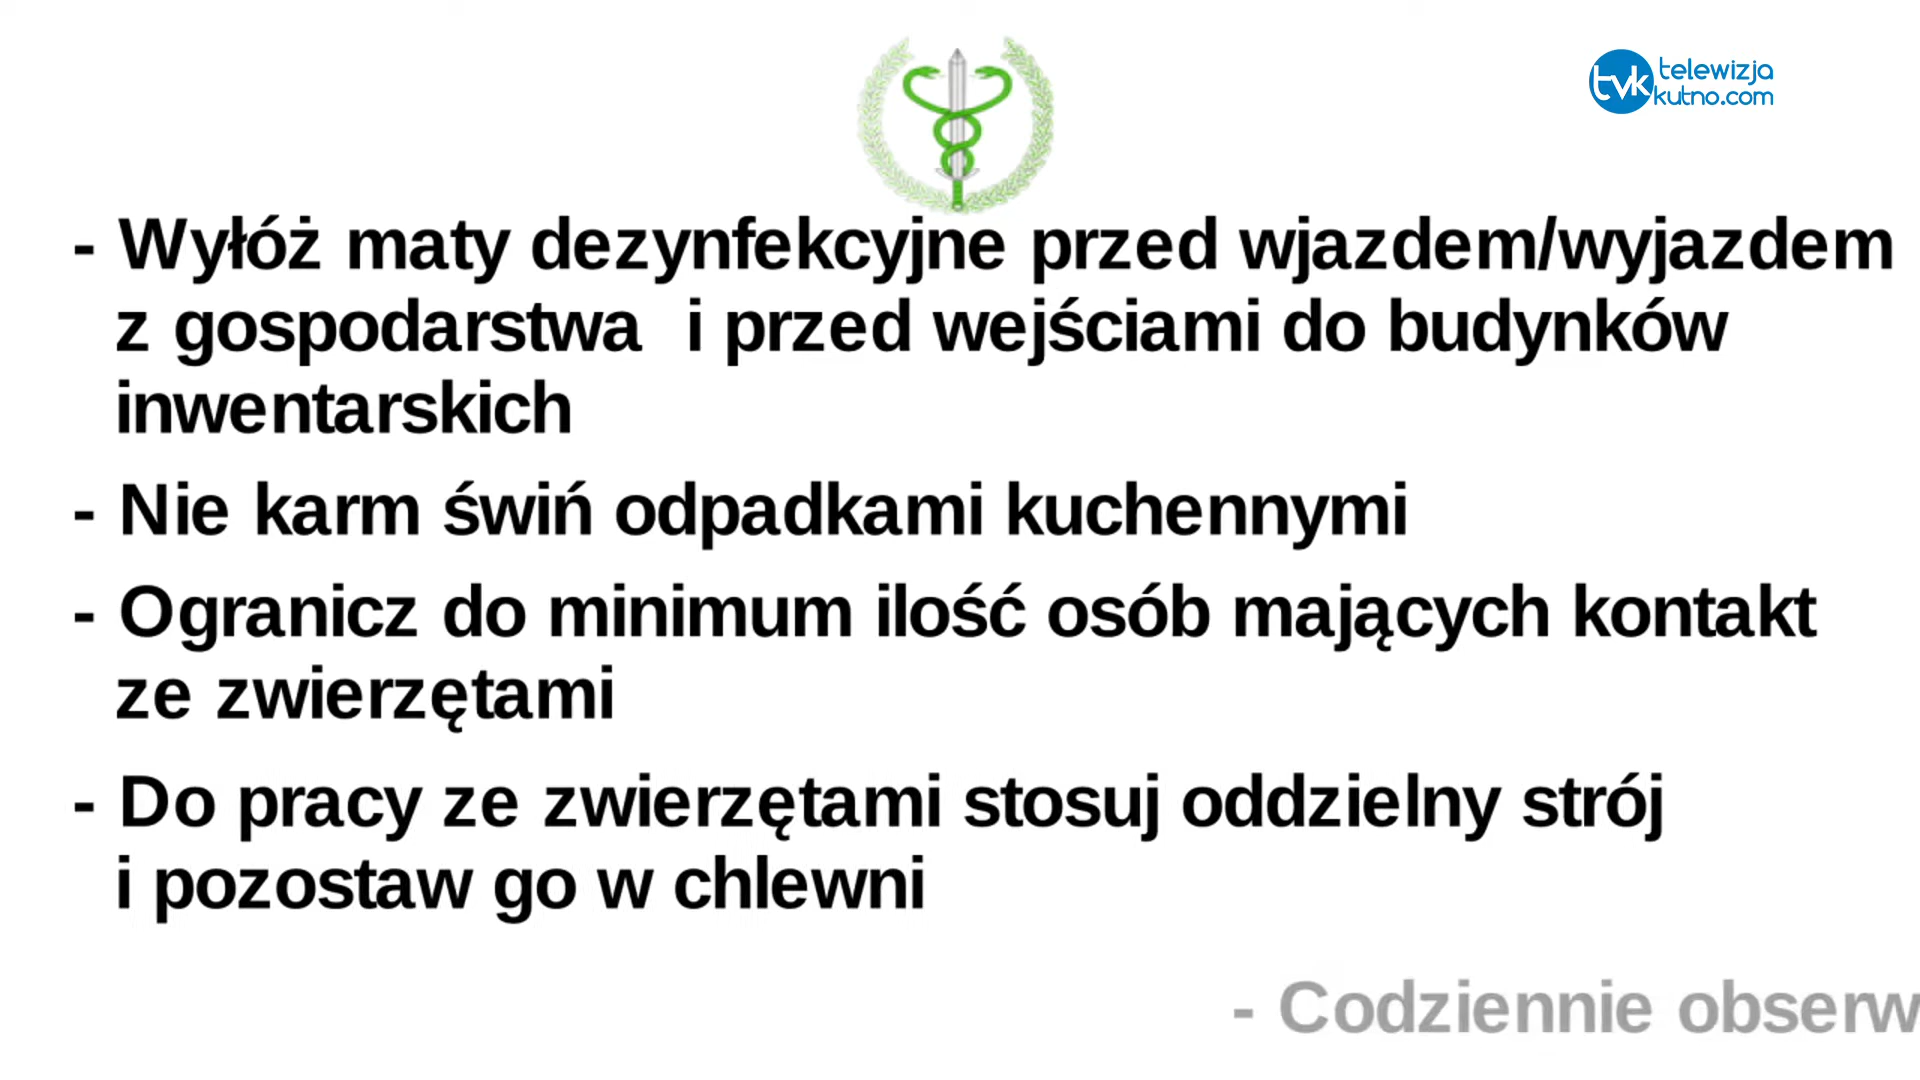 tvk telewizja
kutno.com
- Wyłóż maty dezynfekcyjne przed wjazdem/wyjazdem
z gospodarstwa i przed wejściami do budynków
inwentarskich
- Nie karm świń odpadkami kuchennymi
- Ogranicz do minimum ilość osób mających kontakt
ze zwierzętami
- Do pracy ze zwierzętami stosuj oddzielny strój
i pozostaw go w chlewni
- Codziennie